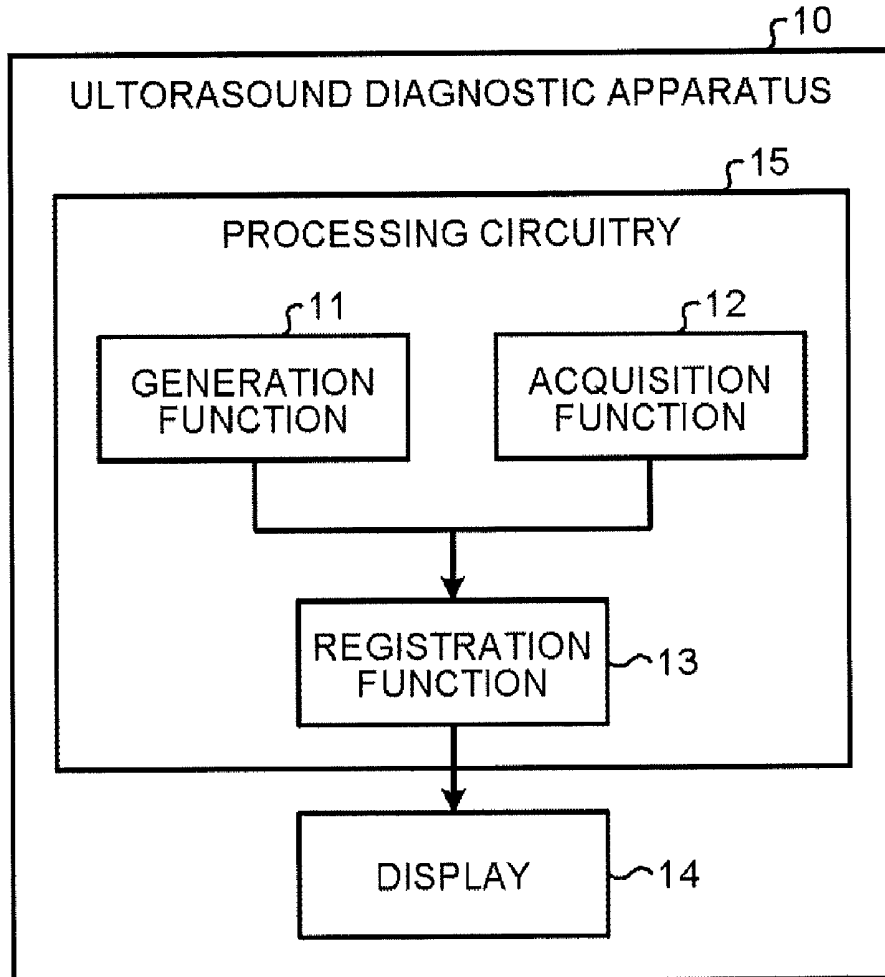 10
ULTORASOUND DIAGNOSTIC APPARATUS
15
PROCESSING CIRCUITRY
11
12
GENERATION
FUNCTION
ACQUISITION
FUNCTION
REGISTRATION
FUNCTION
13
DISPLAY
14